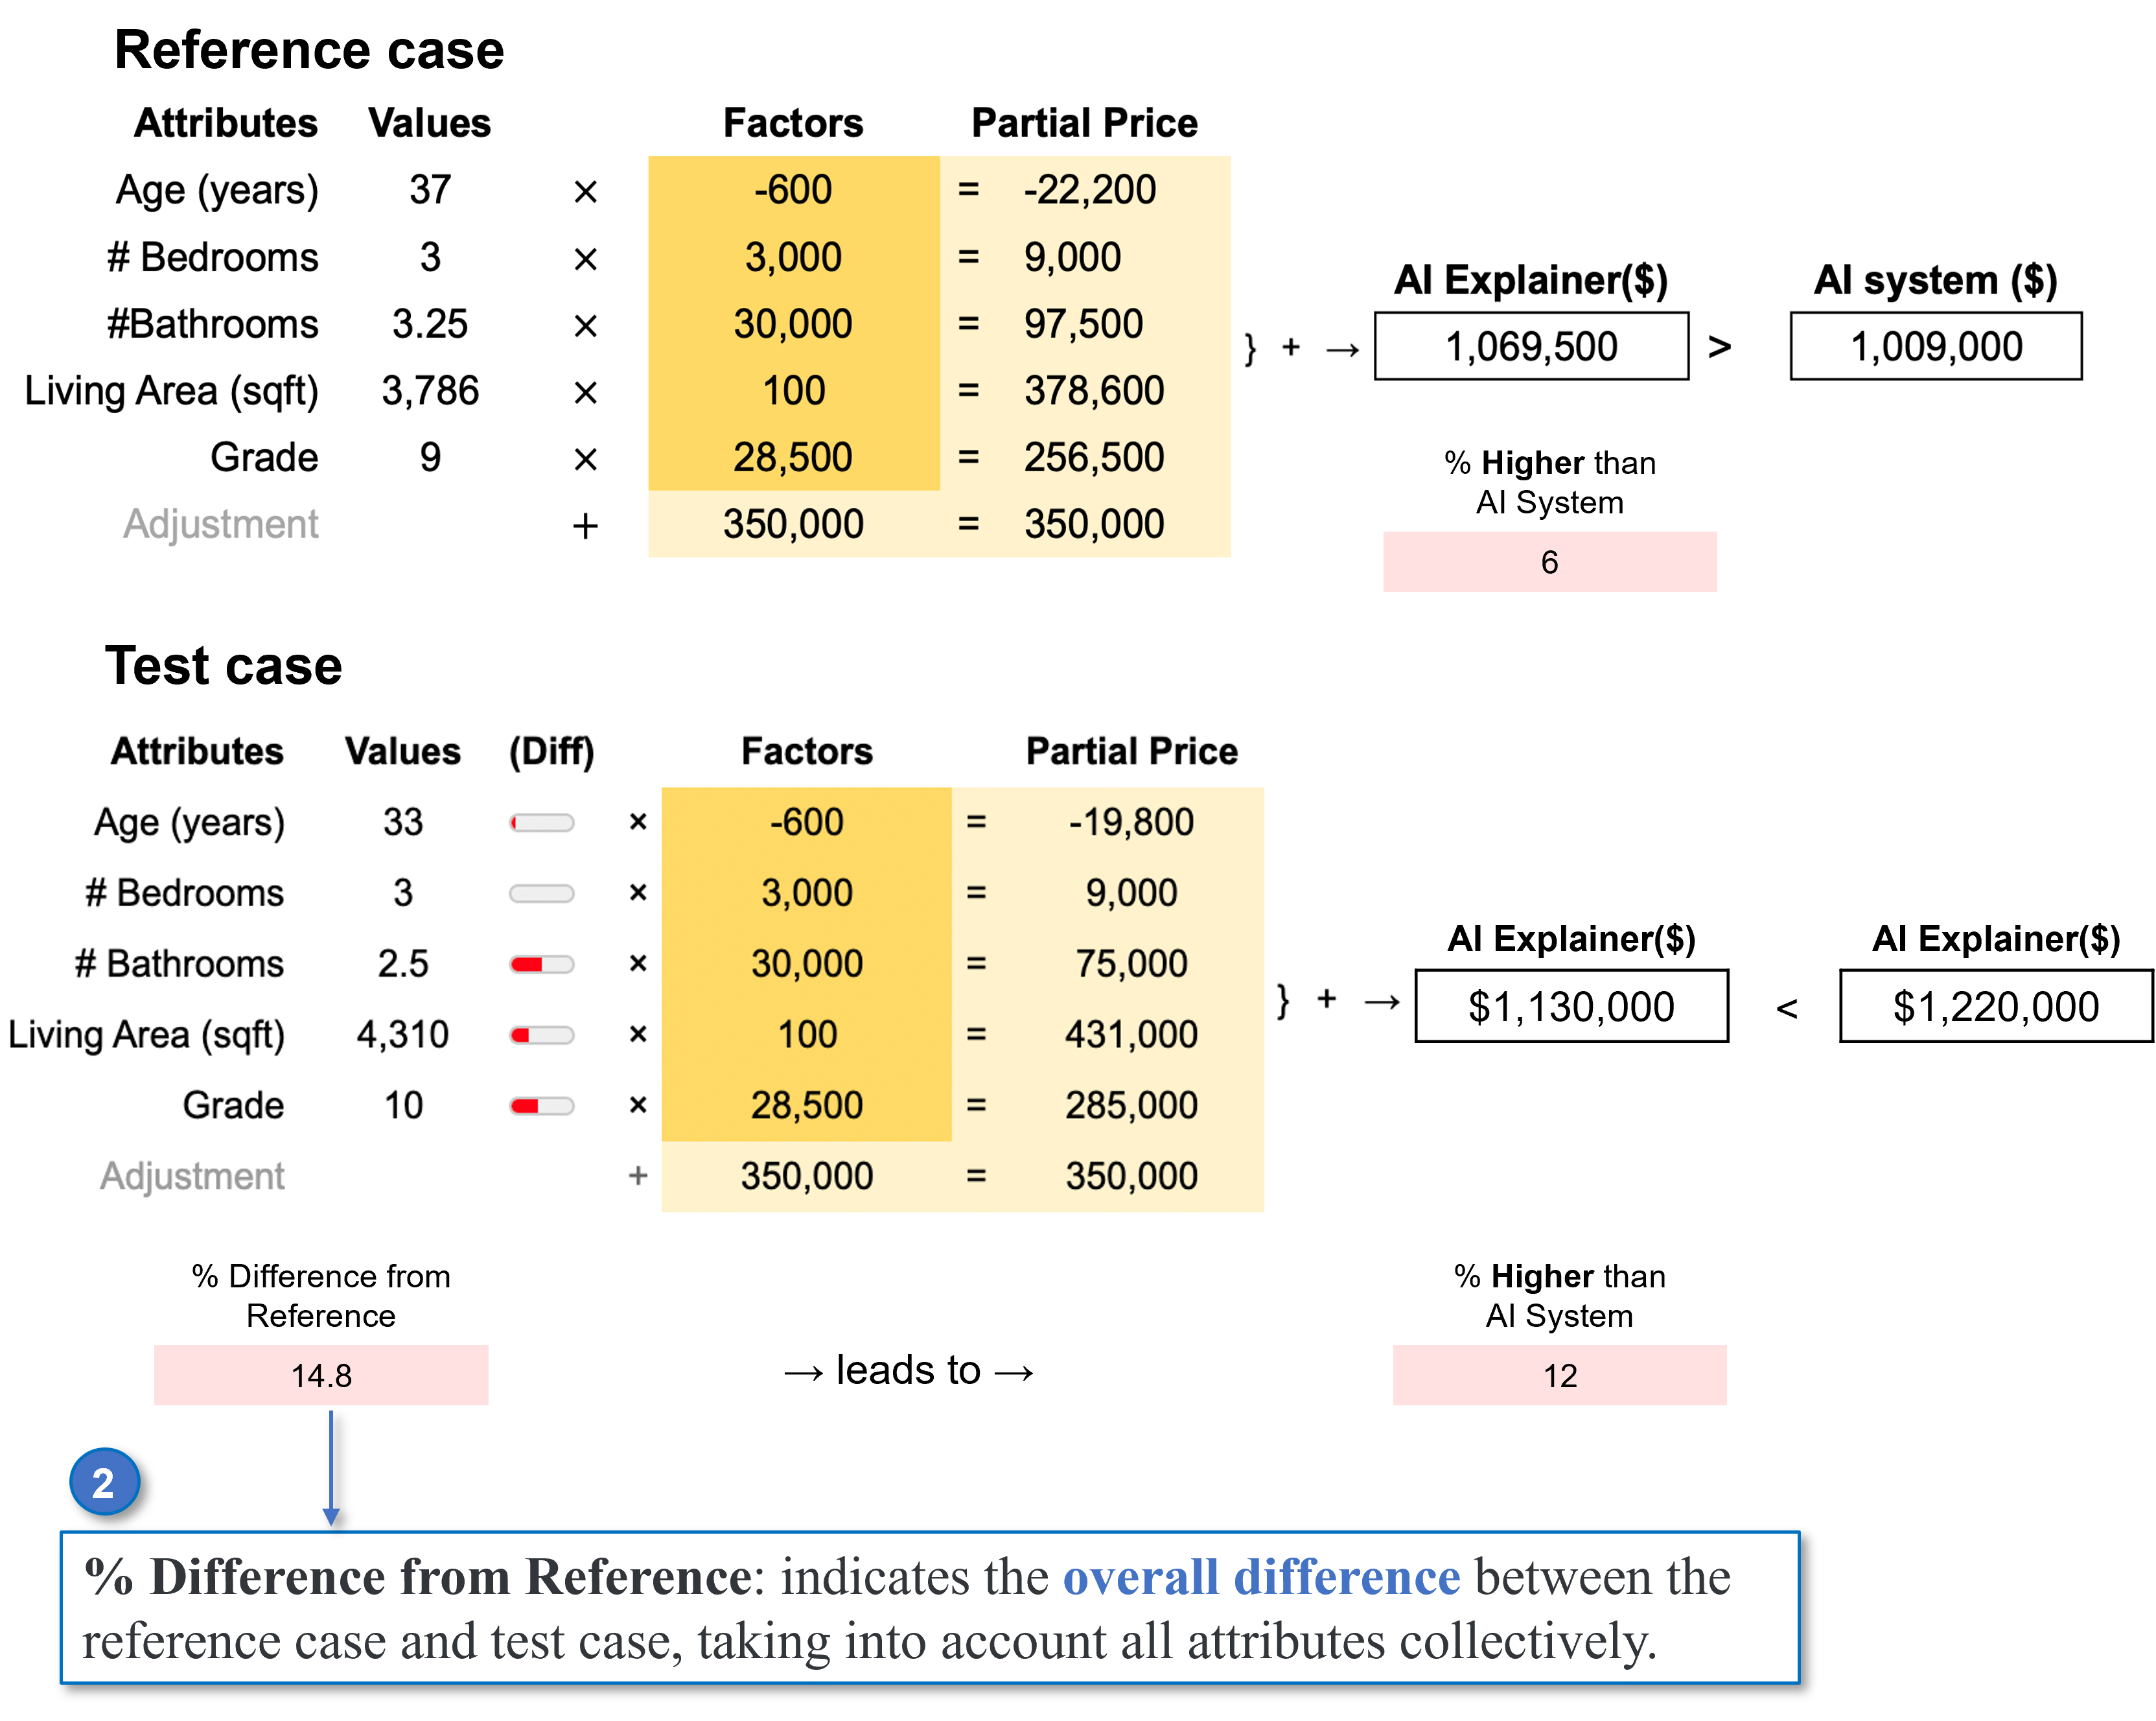 Reference case
Attributes Values Factors Partial Price
Age (years) 37 × -600 = -22,200
# Bedrooms 3 × 3,000 = 9,000
#Bathrooms 3.25 × 30,000 = 97,500
Living Area (sqft) 3,786 × 100 = 378,600
Grade 9 × 28,500 = 256,500
Adjustment + 350,000 = 350,000
} + →
AI Explainer($) AI system ($)
1,069,500 > 1,009,000
% Higher than
AI System
6
Test case
Attributes Values (Diff) Factors Partial Price
Age (years) 33 × -600 = -19,800
# Bedrooms 3 × 3,000 = 9,000
# Bathrooms 2.5 × 30,000 = 75,000
Living Area (sqft) 4,310 × 100 = 431,000
Grade 10 × 28,500 = 285,000
Adjustment + 350,000 = 350,000
} + →
AI Explainer($) AI Explainer($)
$1,130,000 < $1,220,000
% Difference from
Reference
14.8
→ leads to →
% Higher than
AI System
12
2
% Difference from Reference: indicates the overall difference between the
reference case and test case, taking into account all attributes collectively.